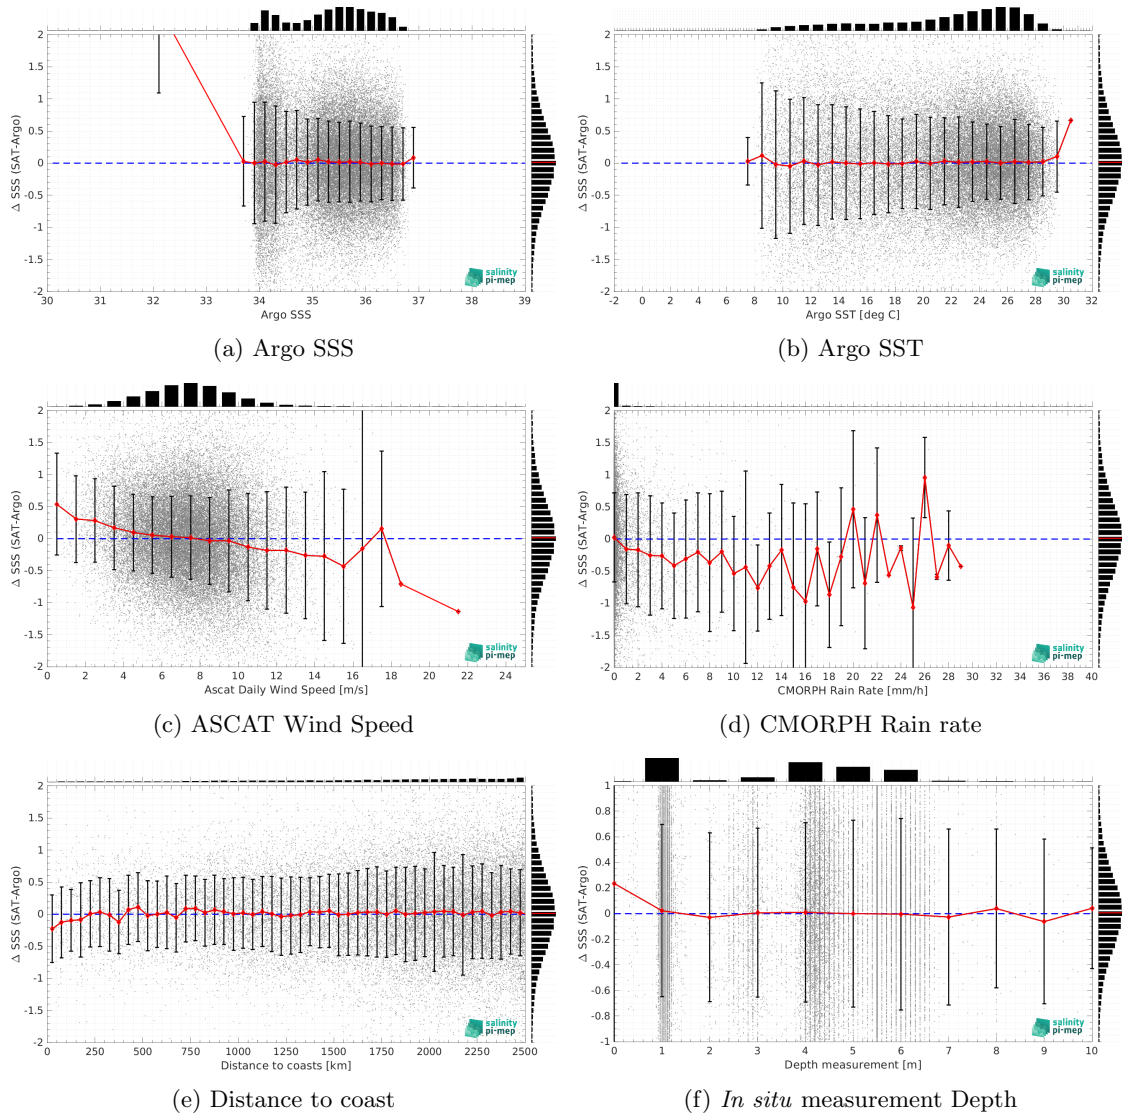 2
1.5
1
0.5
0
-0.5
-1
-1.5
-2
Δ SSS (SAT-Argo)
salinity
pi-mep
30 31 32 33 34 35 36 37 38 39
Argo SSS
(a) Argo SSS
2
1.5
1
0.5
0
-0.5
-1
-1.5
-2
Δ SSS (SAT-Argo)
salinity
pi-mep
-2 0 2 4 6 8 10 12 14 16 18 20 22 24 26 28 30 32
Argo SST [deg C]
(b) Argo SST
2
1.5
1
0.5
0
-0.5
-1
-1.5
-2
Δ SSS (SAT-Argo)
salinity
pi-mep
0 2 4 6 8 10 12 14 16 18 20 22 24
Ascat Daily Wind Speed [m/s]
(c) ASCAT Wind Speed
2
1.5
1
0.5
0
-0.5
-1
-1.5
-2
Δ SSS (SAT-Argo)
salinity
pi-mep
0 2 4 6 8 10 12 14 16 18 20 22 24 26 28 30 32 34 36 38 40
CMORPH Rain Rate [mm/h]
(d) CMORPH Rain rate
2
1.5
1
0.5
0
-0.5
-1
-1.5
-2
Δ SSS (SAT-Argo)
salinity
pi-mep
0 250 500 750 1000 1250 1500 1750 2000 2250 2500
Distance to coasts [km]
(e) Distance to coast
1
0.8
0.6
0.4
0.2
0
-0.2
-0.4
-0.6
-0.8
-1
Δ SSS (SAT-Argo)
salinity
pi-mep
0 1 2 3 4 5 6 7 8 9 10
Depth measurement [m]
(f) In situ measurement Depth